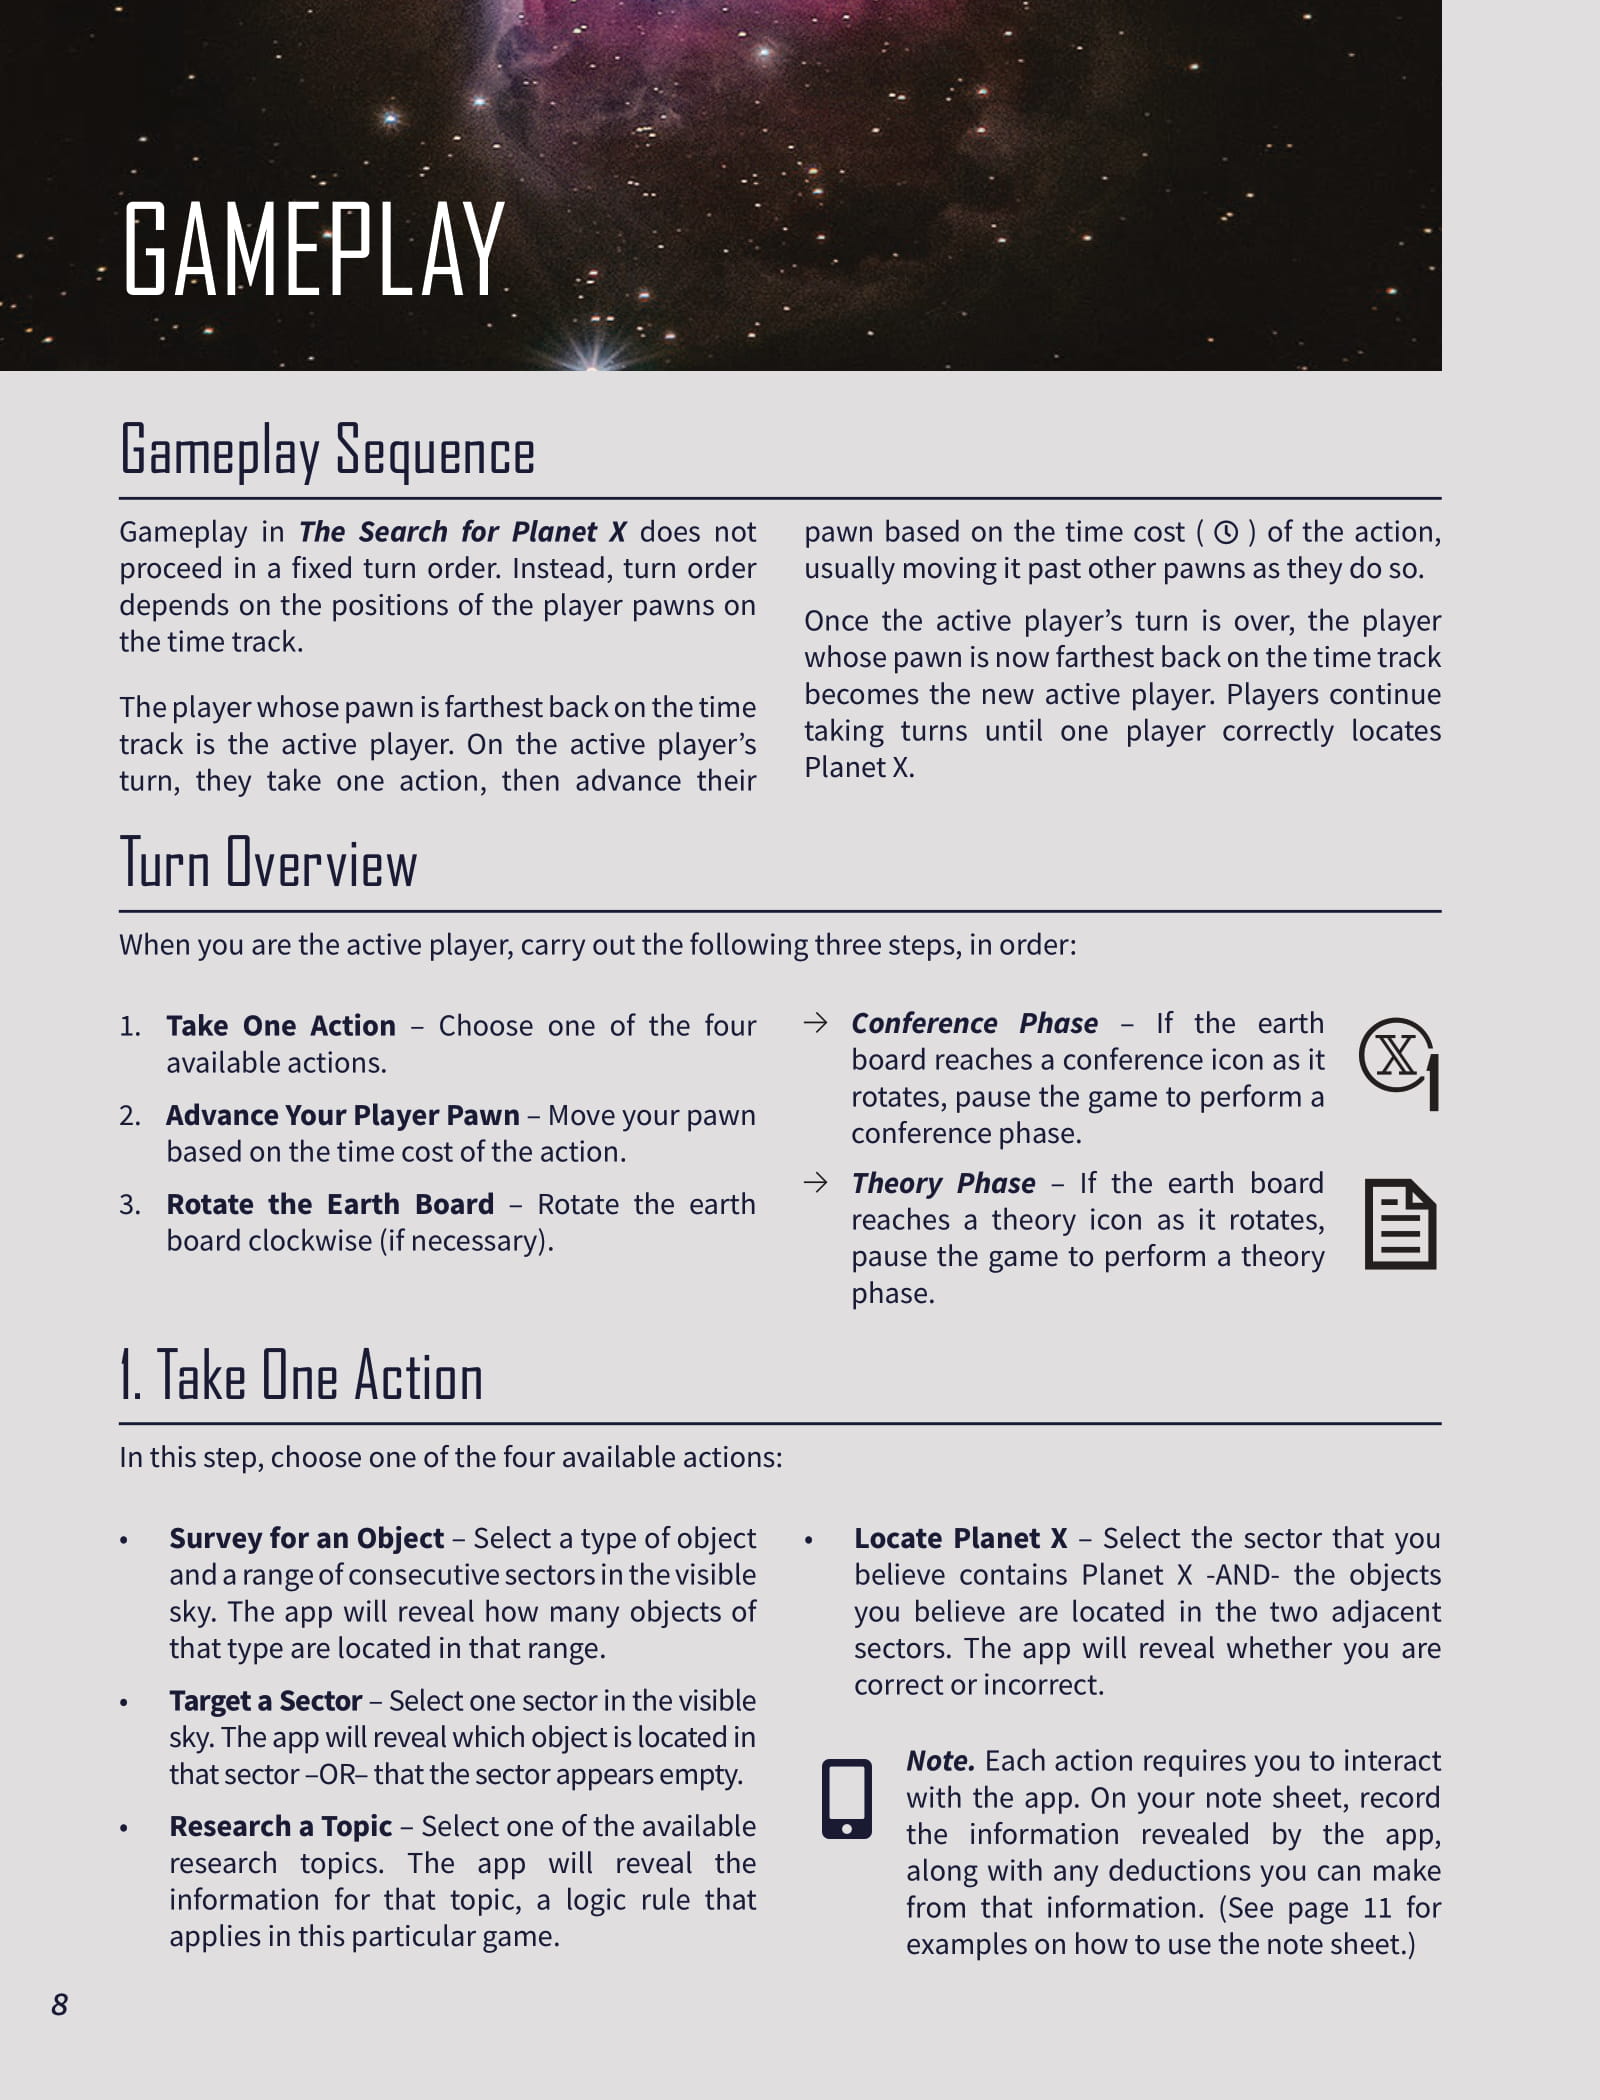 GAMEPLAY
Gameplay Sequence
Gameplay in The Search for Planet X does not
proceed in a fixed turn order. Instead, turn order
depends on the positions of the player pawns on
the time track.
The player whose pawn is farthest back on the time
track is the active player. On the active player’s
turn, they take one action, then advance their
pawn based on the time cost ( ) of the action,
usually moving it past other pawns as they do so.
Once the active player’s turn is over, the player
whose pawn is now farthest back on the time track
becomes the new active player. Players continue
taking turns until one player correctly locates
Planet X.
Turn Overview
When you are the active player, carry out the following three steps, in order:
1. Take One Action – Choose one of the four
available actions.
2. Advance Your Player Pawn – Move your pawn
based on the time cost of the action.
3. Rotate the Earth Board – Rotate the earth
board clockwise (if necessary).
→ Conference Phase – If the earth
board reaches a conference icon as it
rotates, pause the game to perform a
conference phase.
X1
→ Theory Phase – If the earth board
reaches a theory icon as it rotates,
pause the game to perform a theory
phase.
1. Take One Action
In this step, choose one of the four available actions:
• Survey for an Object – Select a type of object
and a range of consecutive sectors in the visible
sky. The app will reveal how many objects of
that type are located in that range.
• Target a Sector – Select one sector in the visible
sky. The app will reveal which object is located in
that sector –OR– that the sector appears empty.
• Research a Topic – Select one of the available
research topics. The app will reveal the
information for that topic, a logic rule that
applies in this particular game.
• Locate Planet X – Select the sector that you
believe contains Planet X -AND- the objects
you believe are located in the two adjacent
sectors. The app will reveal whether you are
correct or incorrect.
Note. Each action requires you to interact
with the app. On your note sheet, record
the information revealed by the app,
along with any deductions you can make
from that information. (See page 11 for
examples on how to use the note sheet.)
8